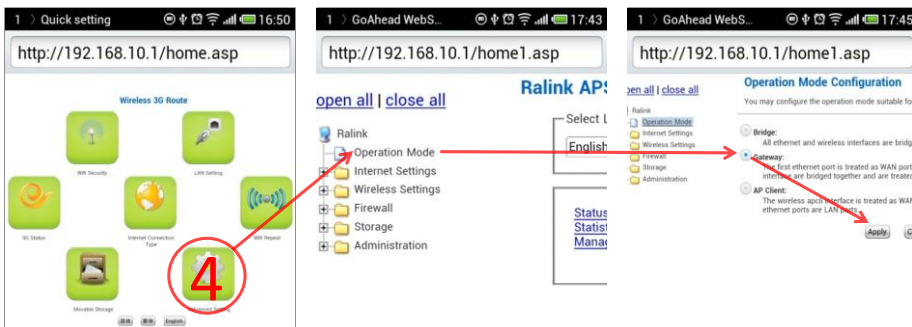 1 〉Quick setting
16:50
http://192.168.10.1/home.asp
Wireless 3G Route
Wifi Security
LAN Setting
3G Status
Internet Connection
Type
Wifi Repeat
Movable Storage
Advanced Setting
English
4
1 〉GoAhead WebS...
17:43
http://192.168.10.1/home1.asp
open all | close all
Ralink AP
Select L
English
Ralink
Operation Mode
Internet Settings
Wireless Settings
Firewall
Storage
Administration
Status
Statist
Manag
1 〉GoAhead WebS...
17:45
http://192.168.10.1/home1.asp
pen all | close all
Operation Mode Configuration
You may configure the operation mode suitable fo
Ralink
Operation Mode
Internet Settings
Wireless Settings
Firewall
Storage
Administration
Bridge:
All ethernet and wireless interfaces are bridg
Gateway:
The first ethernet port is treated as WAN port
interface are bridged together and are treated
AP Client:
The wireless apcli interface is treated as WAN
ethernet ports are LAN ports
Apply
C